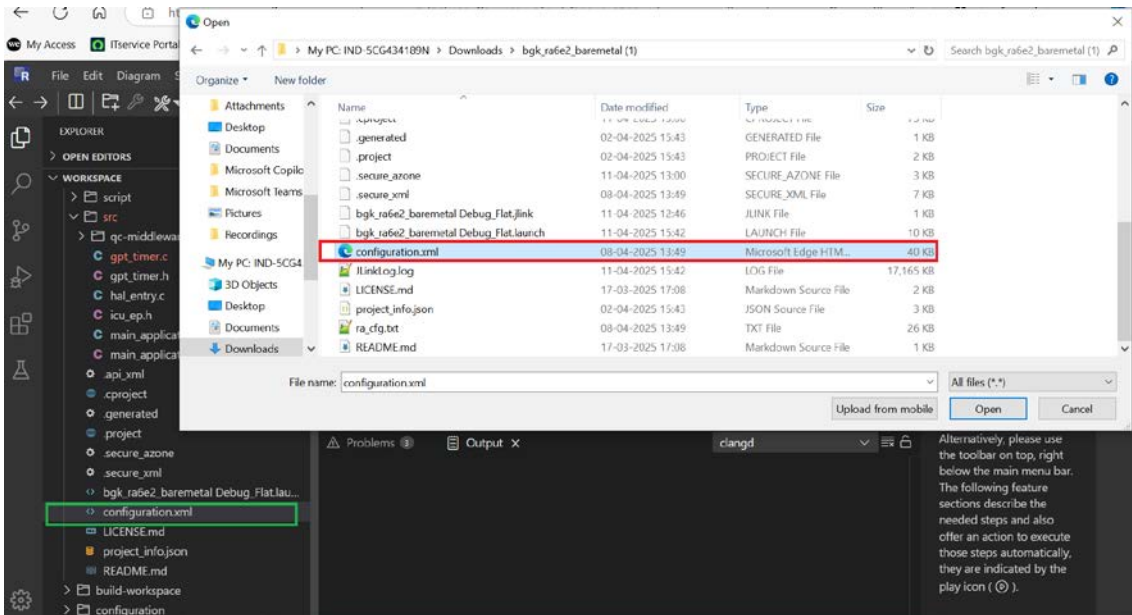 Open
My Access
ITservice Portal
My PC: IND-5CG434189N > Downloads > bgk_ra6e2_baremetal (1)
Search bgk_ra6e2_baremetal (1)
File Edit Diagram
Organize
New folder
Attachments
Desktop
Documents
Microsoft Copilo
Microsoft Teams
Pictures
Recordings
My PC: IND-5CG4
3D Objects
Desktop
Documents
Downloads
Name Date modified Type Size
.generated 02-04-2025 15:43 GENERATED File 1 KB
.project 02-04-2025 15:43 PROJECT File 2 KB
.secure_azone 11-04-2025 13:00 SECURE_AZONE File 3 KB
.secure_xml 08-04-2025 13:49 SECURE_XML File 7 KB
bgk_ra6e2_baremetal Debug_Flat.jlink 11-04-2025 12:46 JLINK File 1 KB
bgk_ra6e2_baremetal Debug_Flat.launch 11-04-2025 15:42 LAUNCH File 10 KB
configuration.xml 08-04-2025 13:49 Microsoft Edge HTM... 40 KB
JLinkLog.log 11-04-2025 15:42 LOG File 17,165 KB
LICENSE.md 17-03-2025 17:08 Markdown Source File 2 KB
project_info.json 02-04-2025 15:43 JSON Source File 3 KB
ra_cfg.txt 08-04-2025 13:49 TXT File 26 KB
README.md 17-03-2025 17:08 Markdown Source File 1 KB
File name: configuration.xml
All files (*.*)
Upload from mobile
Open
Cancel
EXPLORER
OPEN EDITORS
WORKSPACE
script
src
qc-middlewa
gpt_timer.c
gpt_timer.h
hal_entry.c
icu_ep.h
main_applicat
main_applicat
.api_xml
.cproject
.generated
.project
.secure_azone
.secure_xml
bgk_ra6e2_baremetal Debug_Flat.lau...
configuration.xml
LICENSE.md
project_info.json
README.md
build-workspace
configuration
Problems 3
Output
clangd
Alternatively, please use
the toolbar on top, right
below the main menu bar.
The following feature
sections describe the
needed steps and also
offer an action to execute
those steps automatically,
they are indicated by the
play icon ( ).